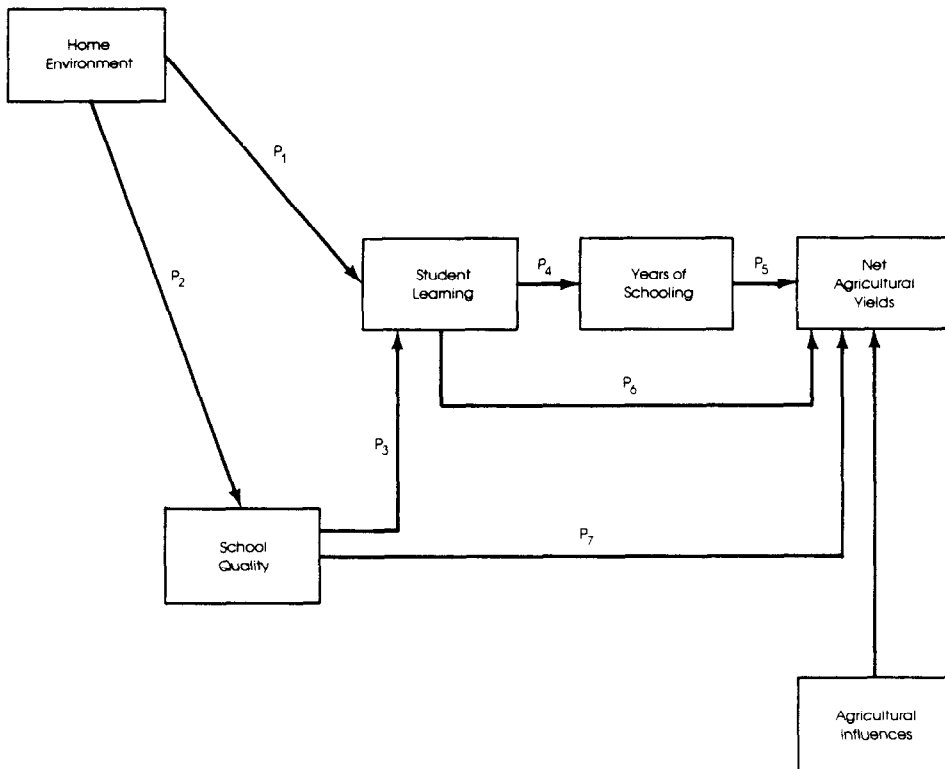 Home
Environment
P1
P2
Student
Learning
P4
Years of
Schooling
P5
Net
Agricultural
Yields
P6
P3
School
Quality
P7
Agricultural
Influences